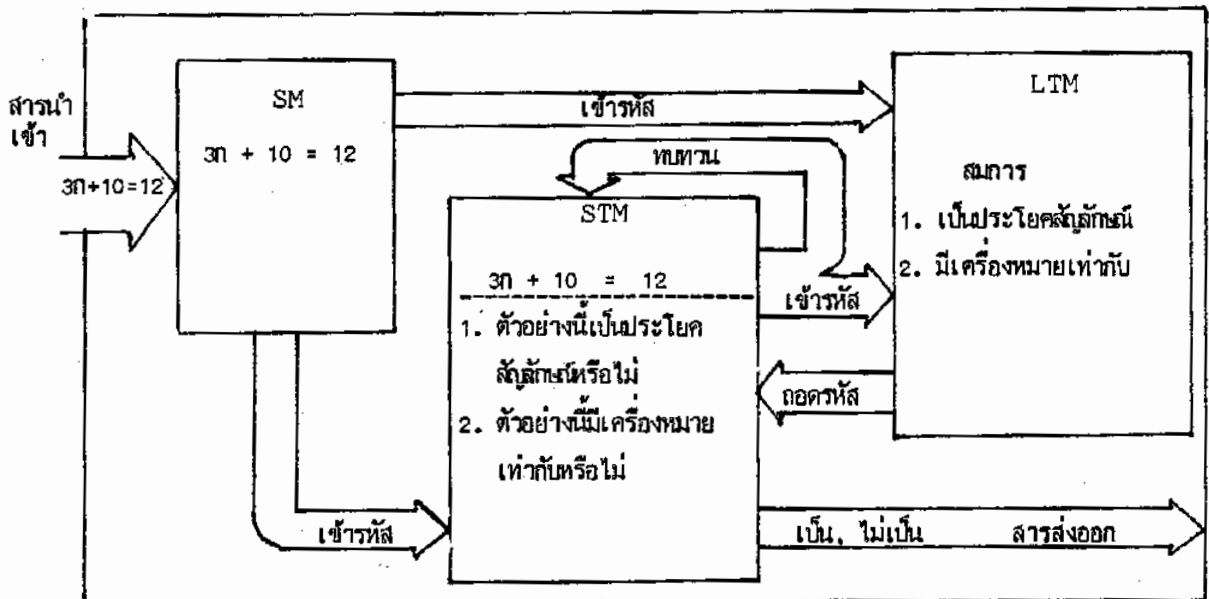 สารนำ
เข้า
3ก+10=12
SM
3ก + 10 = 12
เข้ารหัส
LTM
สมการ
1. เป็นประโยคสัญลักษณ์
2. มีเครื่องหมายเท่ากับ
ทบทวน
STM
3ก + 10 = 12
1. ตัวอย่างนี้เป็นประโยค
สัญลักษณ์หรือไม่
2. ตัวอย่างนี้มีเครื่องหมาย
เท่ากับหรือไม่
เข้ารหัส
ถอดรหัส
เข้ารหัส
เป็น, ไม่เป็น สารส่งออก